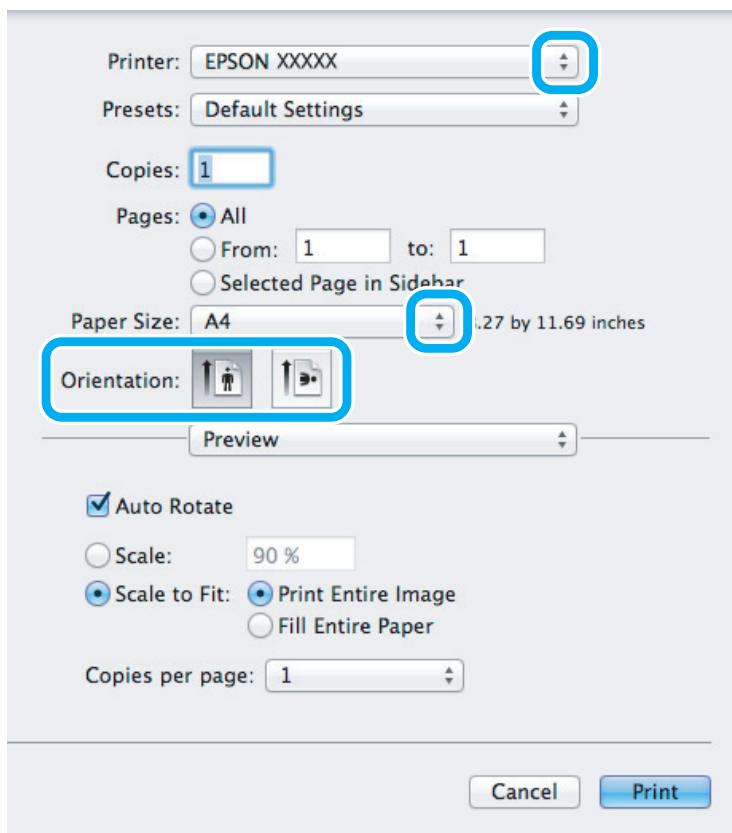 Printer: EPSON XXXXX
Presets: Default Settings
Copies: 1
Pages: All
From: 1 to: 1
Selected Page in Sidebar
Paper Size: A4 .27 by 11.69 inches
Orientation:
Preview
Auto Rotate
Scale: 90 %
Scale to Fit: Print Entire Image
Fill Entire Paper
Copies per page: 1
Cancel Print